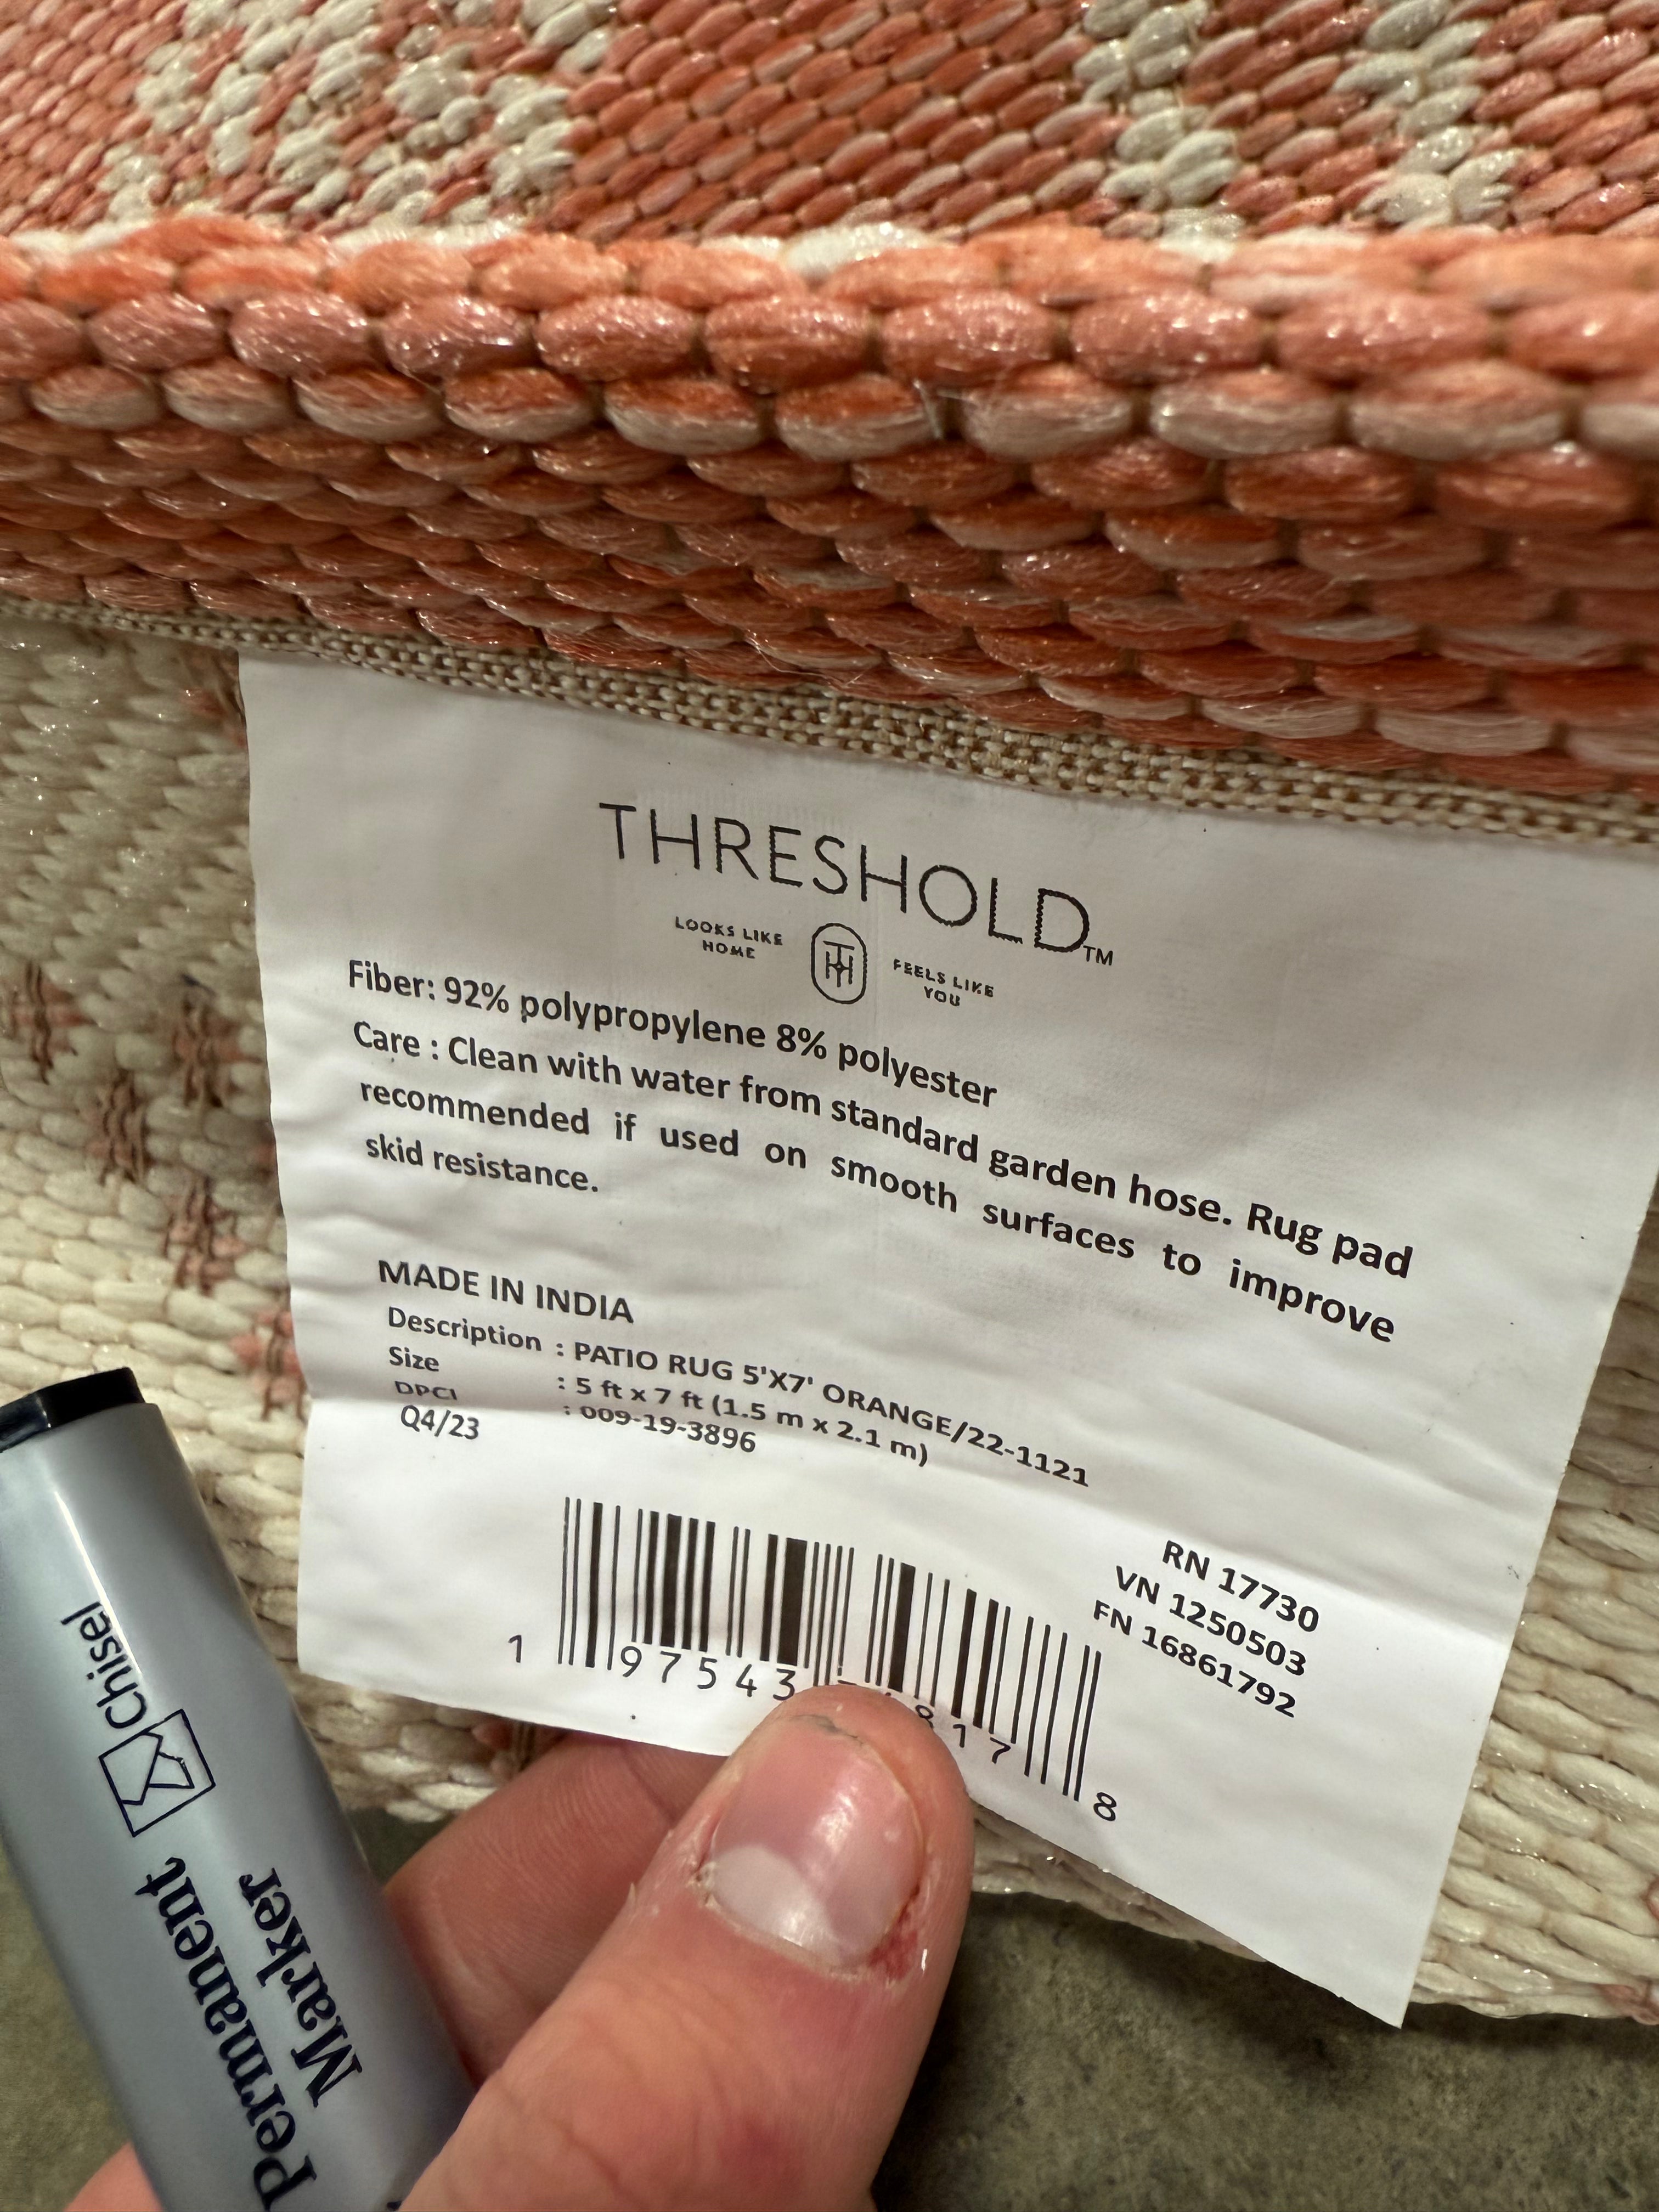 THRESHOLD™
LOOKS LIKE HOME
FEELS LIKE YOU
Fiber: 92% polypropylene 8% polyester
Care : Clean with water from standard garden hose. Rug pad
recommended if used on smooth surfaces to improve
skid resistance.
MADE IN INDIA
Description : PATIO RUG 5'X7' ORANGE/22-1121
Size : 5 ft x 7 ft (1.5 m x 2.1 m)
DPCI : 009-19-3896
Q4/23
RN 17730
VN 1250503
FN 16861792
1 97543 817 8
Chisel
Permanent
Marker